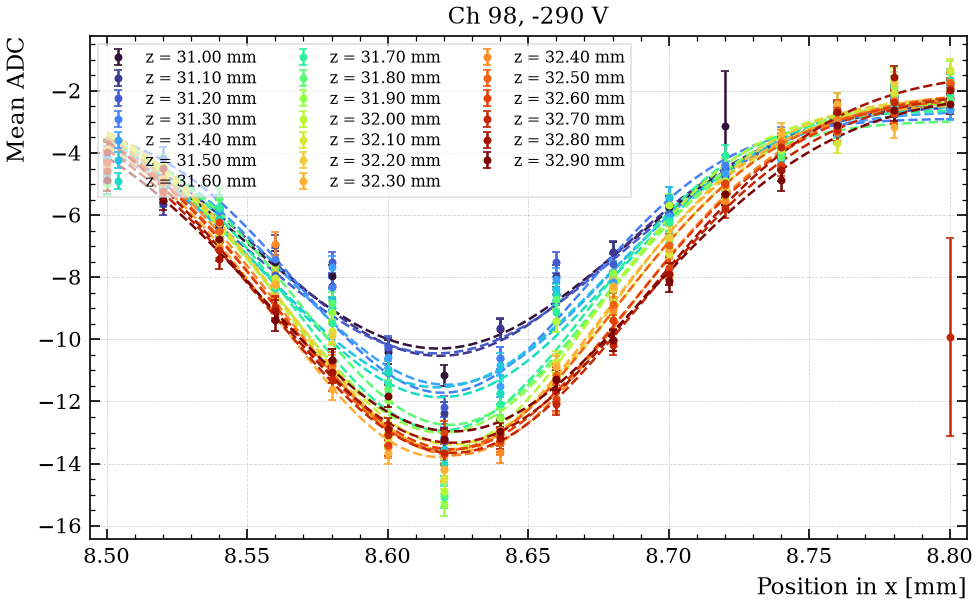 Ch 98, -290 V
Mean ADC
z = 31.00 mm
z = 31.10 mm
z = 31.20 mm
z = 31.30 mm
z = 31.40 mm
z = 31.50 mm
z = 31.60 mm
z = 31.70 mm
z = 31.80 mm
z = 31.90 mm
z = 32.00 mm
z = 32.10 mm
z = 32.20 mm
z = 32.30 mm
z = 32.40 mm
z = 32.50 mm
z = 32.60 mm
z = 32.70 mm
z = 32.80 mm
z = 32.90 mm
−2
−4
−6
−8
−10
−12
−14
−16
8.50 8.55 8.60 8.65 8.70 8.75 8.80
Position in x [mm]